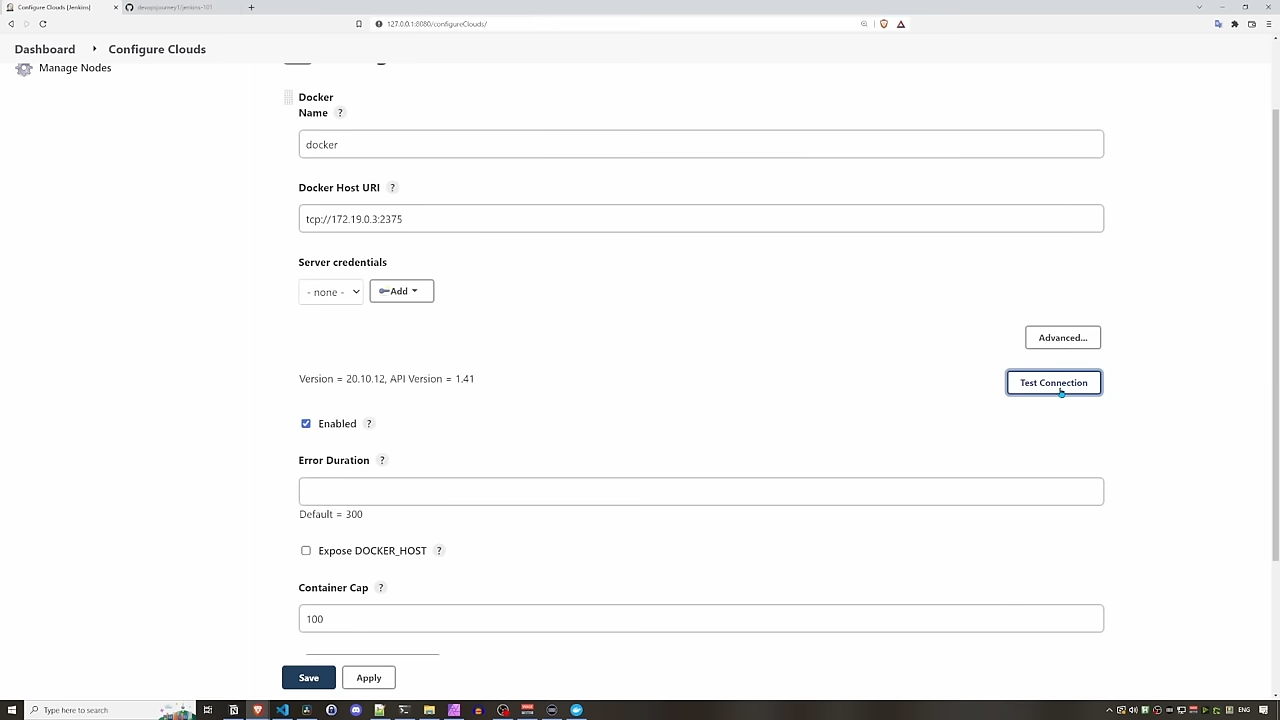 Configure Clouds [Jenkins]
devopsjourney1/jenkins-101
127.0.0.1:8080/configureClouds/
Dashboard
Configure Clouds
Manage Nodes
Docker
Name ?
docker
Docker Host URI ?
tcp://172.19.0.3:2375
Server credentials
- none -
Add
Advanced...
Version = 20.10.12, API Version = 1.41
Test Connection
Enabled ?
Error Duration ?
Default = 300
Expose DOCKER_HOST ?
Container Cap ?
100
Save
Apply
Type here to search
ENG